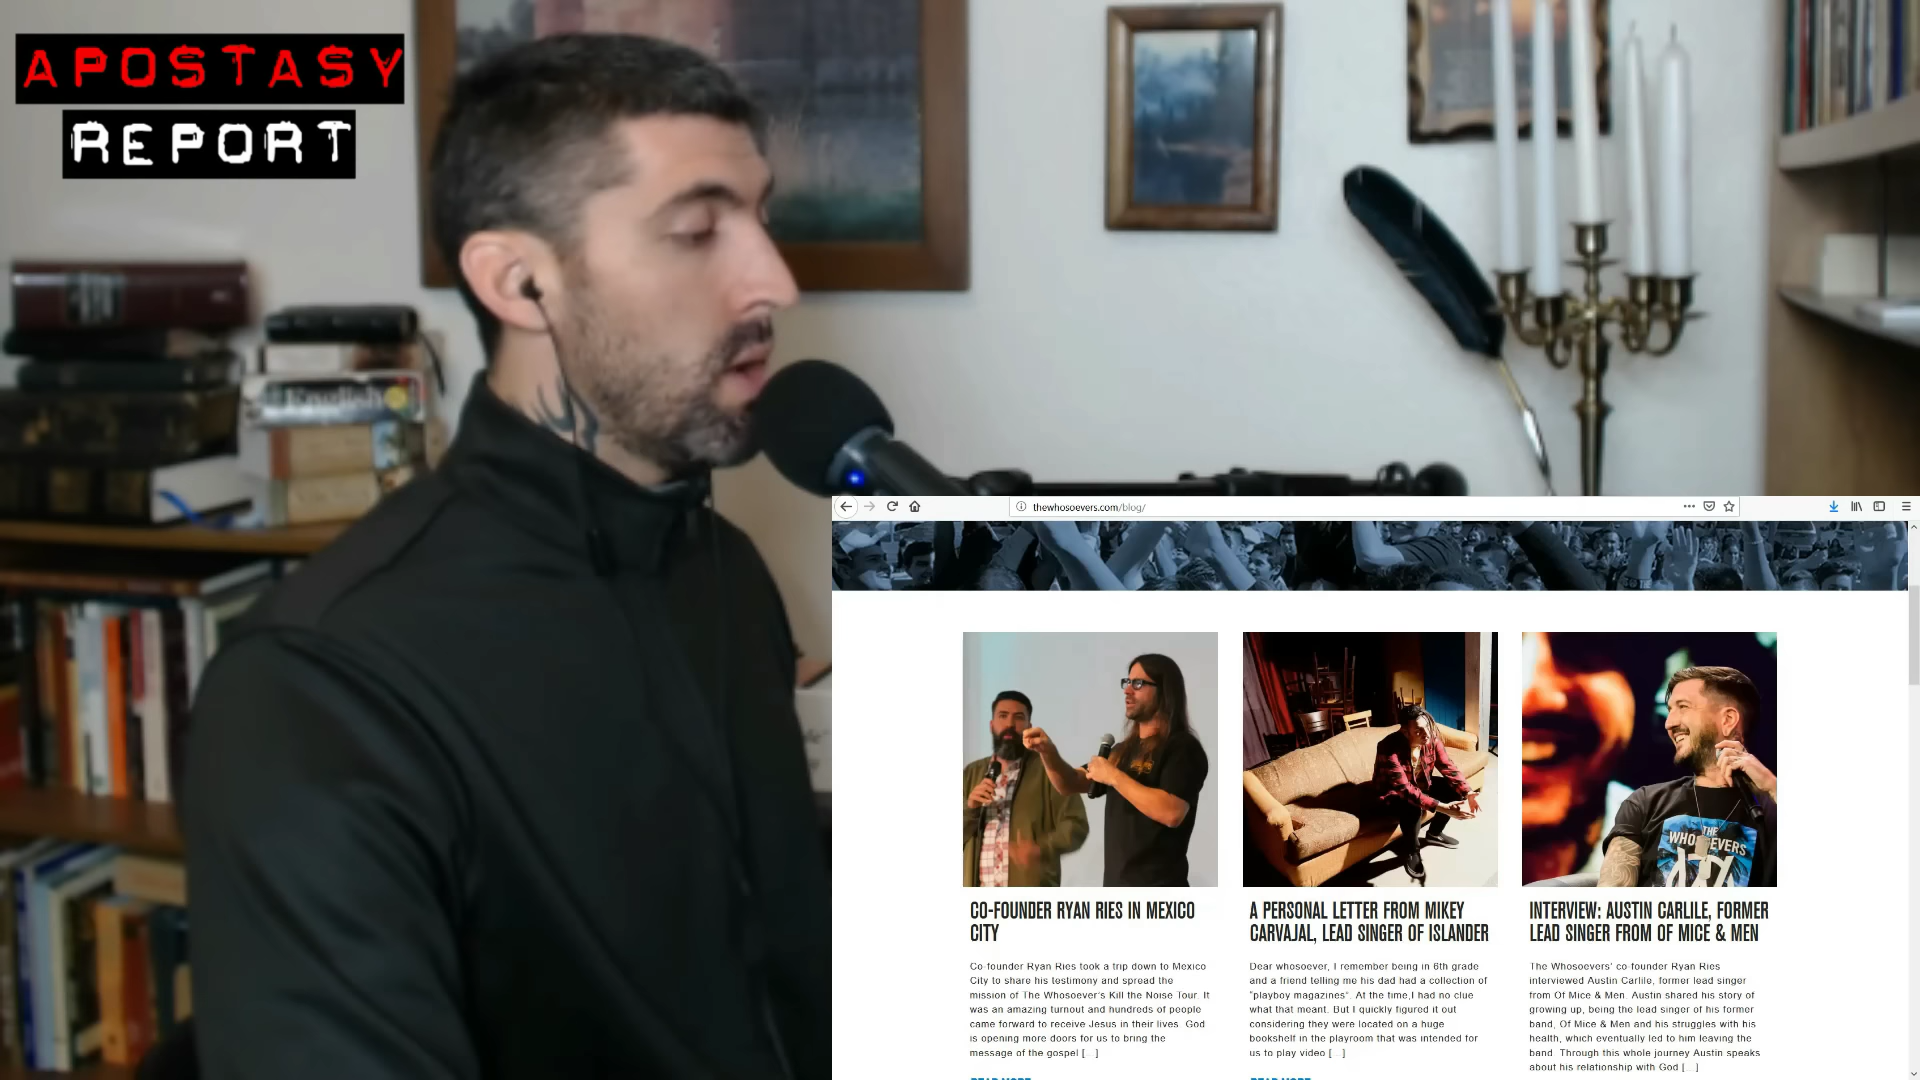 APOSTASY
REPORT
English
thewhosoevers.com/blog/
THE
WHOSOEVERS
CO-FOUNDER RYAN RIES IN MEXICO
CITY
Co-founder Ryan Ries took a trip down to Mexico
City to share his testimony and spread the
mission of The Whosoever's Kill the Noise Tour. It
was an amazing turnout and hundreds of people
came forward to receive Jesus in their lives. God
is opening more doors for us to bring the
message of the gospel [...]
READ MORE
A PERSONAL LETTER FROM MIKEY
CARVAJAL, LEAD SINGER OF ISLANDER
Dear whosoever, I remember being in 6th grade
and a friend telling me his dad had a collection of
"playboy magazines". At the time,I had no clue
what that meant. But I quickly figured it out
considering they were located on a huge
bookshelf in the playroom that was intended for
us to play video [...]
READ MORE
INTERVIEW: AUSTIN CARLILE, FORMER
LEAD SINGER FROM OF MICE & MEN
The Whosoevers' co-founder Ryan Ries
interviewed Austin Carlile, former lead singer
from Of Mice & Men. Austin shared his story of
growing up, being the lead singer of his former
band, Of Mice & Men and his struggles with his
health, which eventually led to him leaving the
band. Through this whole journey Austin speaks
about his relationship with God [...]